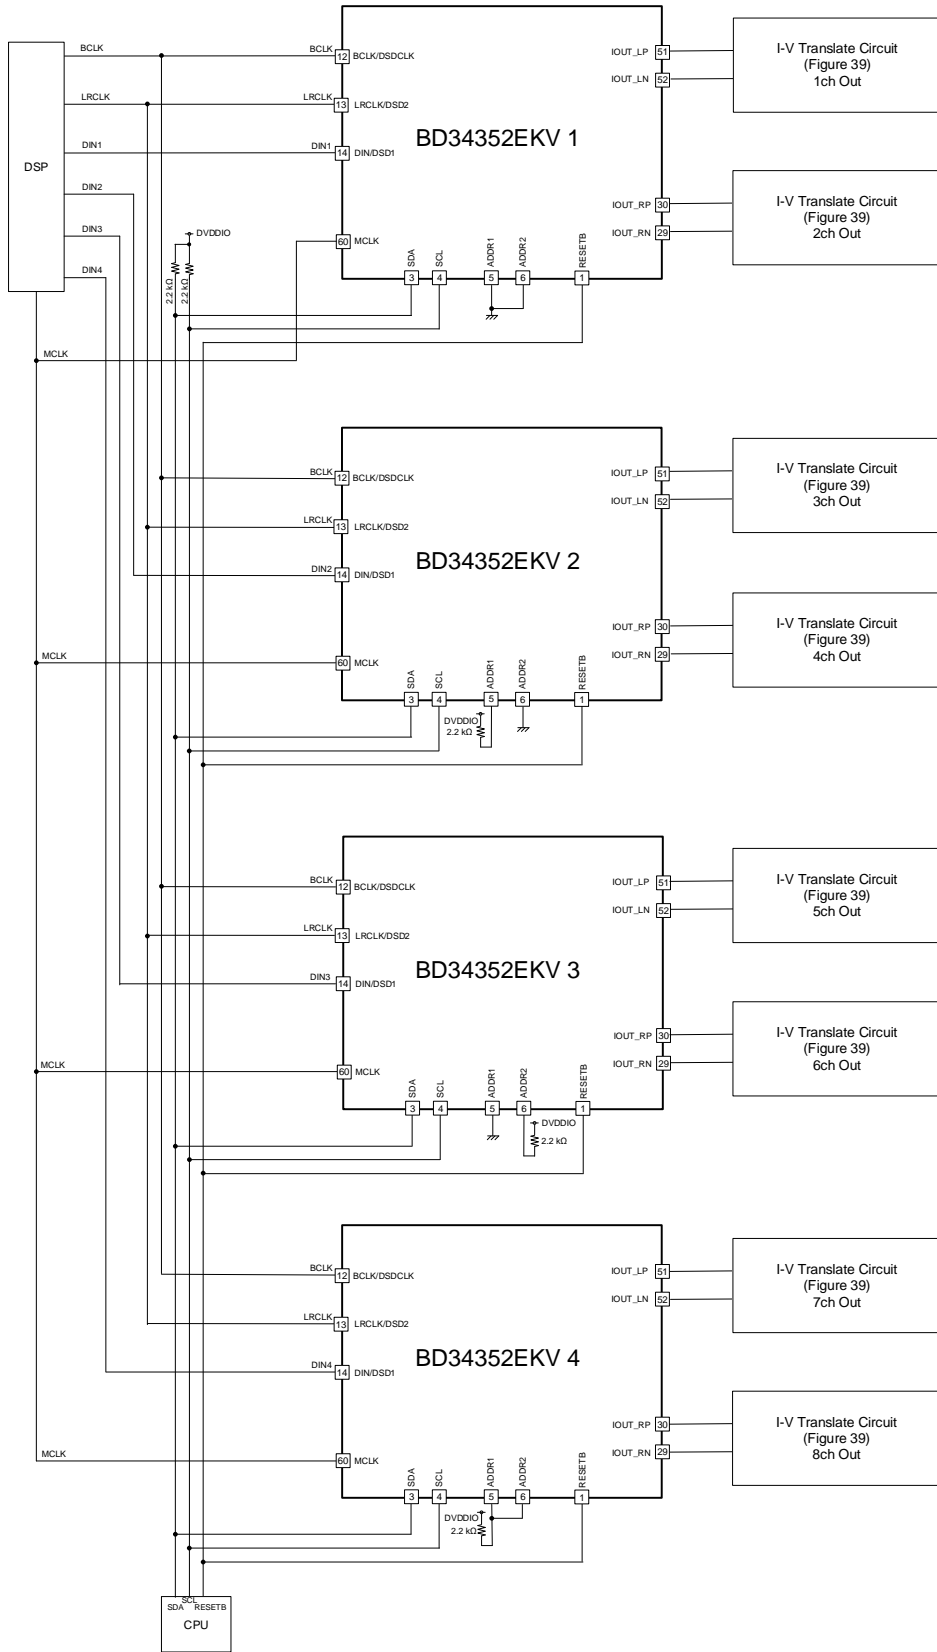 DSP
BCLK
LRCLK
DIN1
DIN2
DIN3
DIN4
MCLK
DVDDIO
2.2 kΩ
2.2 kΩ
BCLK
12 BCLK/DSDCLK
LRCLK
13 LRCLK/DSD2
DIN1
14 DIN/DSD1
60 MCLK
BD34352EKV 1
SDA
3
SCL
4
ADDR1
5
ADDR2
6
RESETB
1
IOUT_LP 51
IOUT_LN 52
IOUT_RP 30
IOUT_RN 29
I-V Translate Circuit
(Figure 39)
1ch Out
I-V Translate Circuit
(Figure 39)
2ch Out
BCLK
12 BCLK/DSDCLK
LRCLK
13 LRCLK/DSD2
DIN2
14 DIN/DSD1
MCLK
60 MCLK
BD34352EKV 2
SDA
3
SCL
4
ADDR1
5
ADDR2
6
RESETB
1
DVDDIO
2.2 kΩ
IOUT_LP 51
IOUT_LN 52
IOUT_RP 30
IOUT_RN 29
I-V Translate Circuit
(Figure 39)
3ch Out
I-V Translate Circuit
(Figure 39)
4ch Out
BCLK
12 BCLK/DSDCLK
LRCLK
13 LRCLK/DSD2
DIN3
14 DIN/DSD1
MCLK
60 MCLK
BD34352EKV 3
SDA
3
SCL
4
ADDR1
5
ADDR2
6
RESETB
1
DVDDIO
2.2 kΩ
IOUT_LP 51
IOUT_LN 52
IOUT_RP 30
IOUT_RN 29
I-V Translate Circuit
(Figure 39)
5ch Out
I-V Translate Circuit
(Figure 39)
6ch Out
BCLK
12 BCLK/DSDCLK
LRCLK
13 LRCLK/DSD2
DIN4
14 DIN/DSD1
MCLK
60 MCLK
BD34352EKV 4
SDA
3
SCL
4
ADDR1
5
ADDR2
6
RESETB
1
DVDDIO
2.2 kΩ
IOUT_LP 51
IOUT_LN 52
IOUT_RP 30
IOUT_RN 29
I-V Translate Circuit
(Figure 39)
7ch Out
I-V Translate Circuit
(Figure 39)
8ch Out
SDA SCL RESETB
CPU